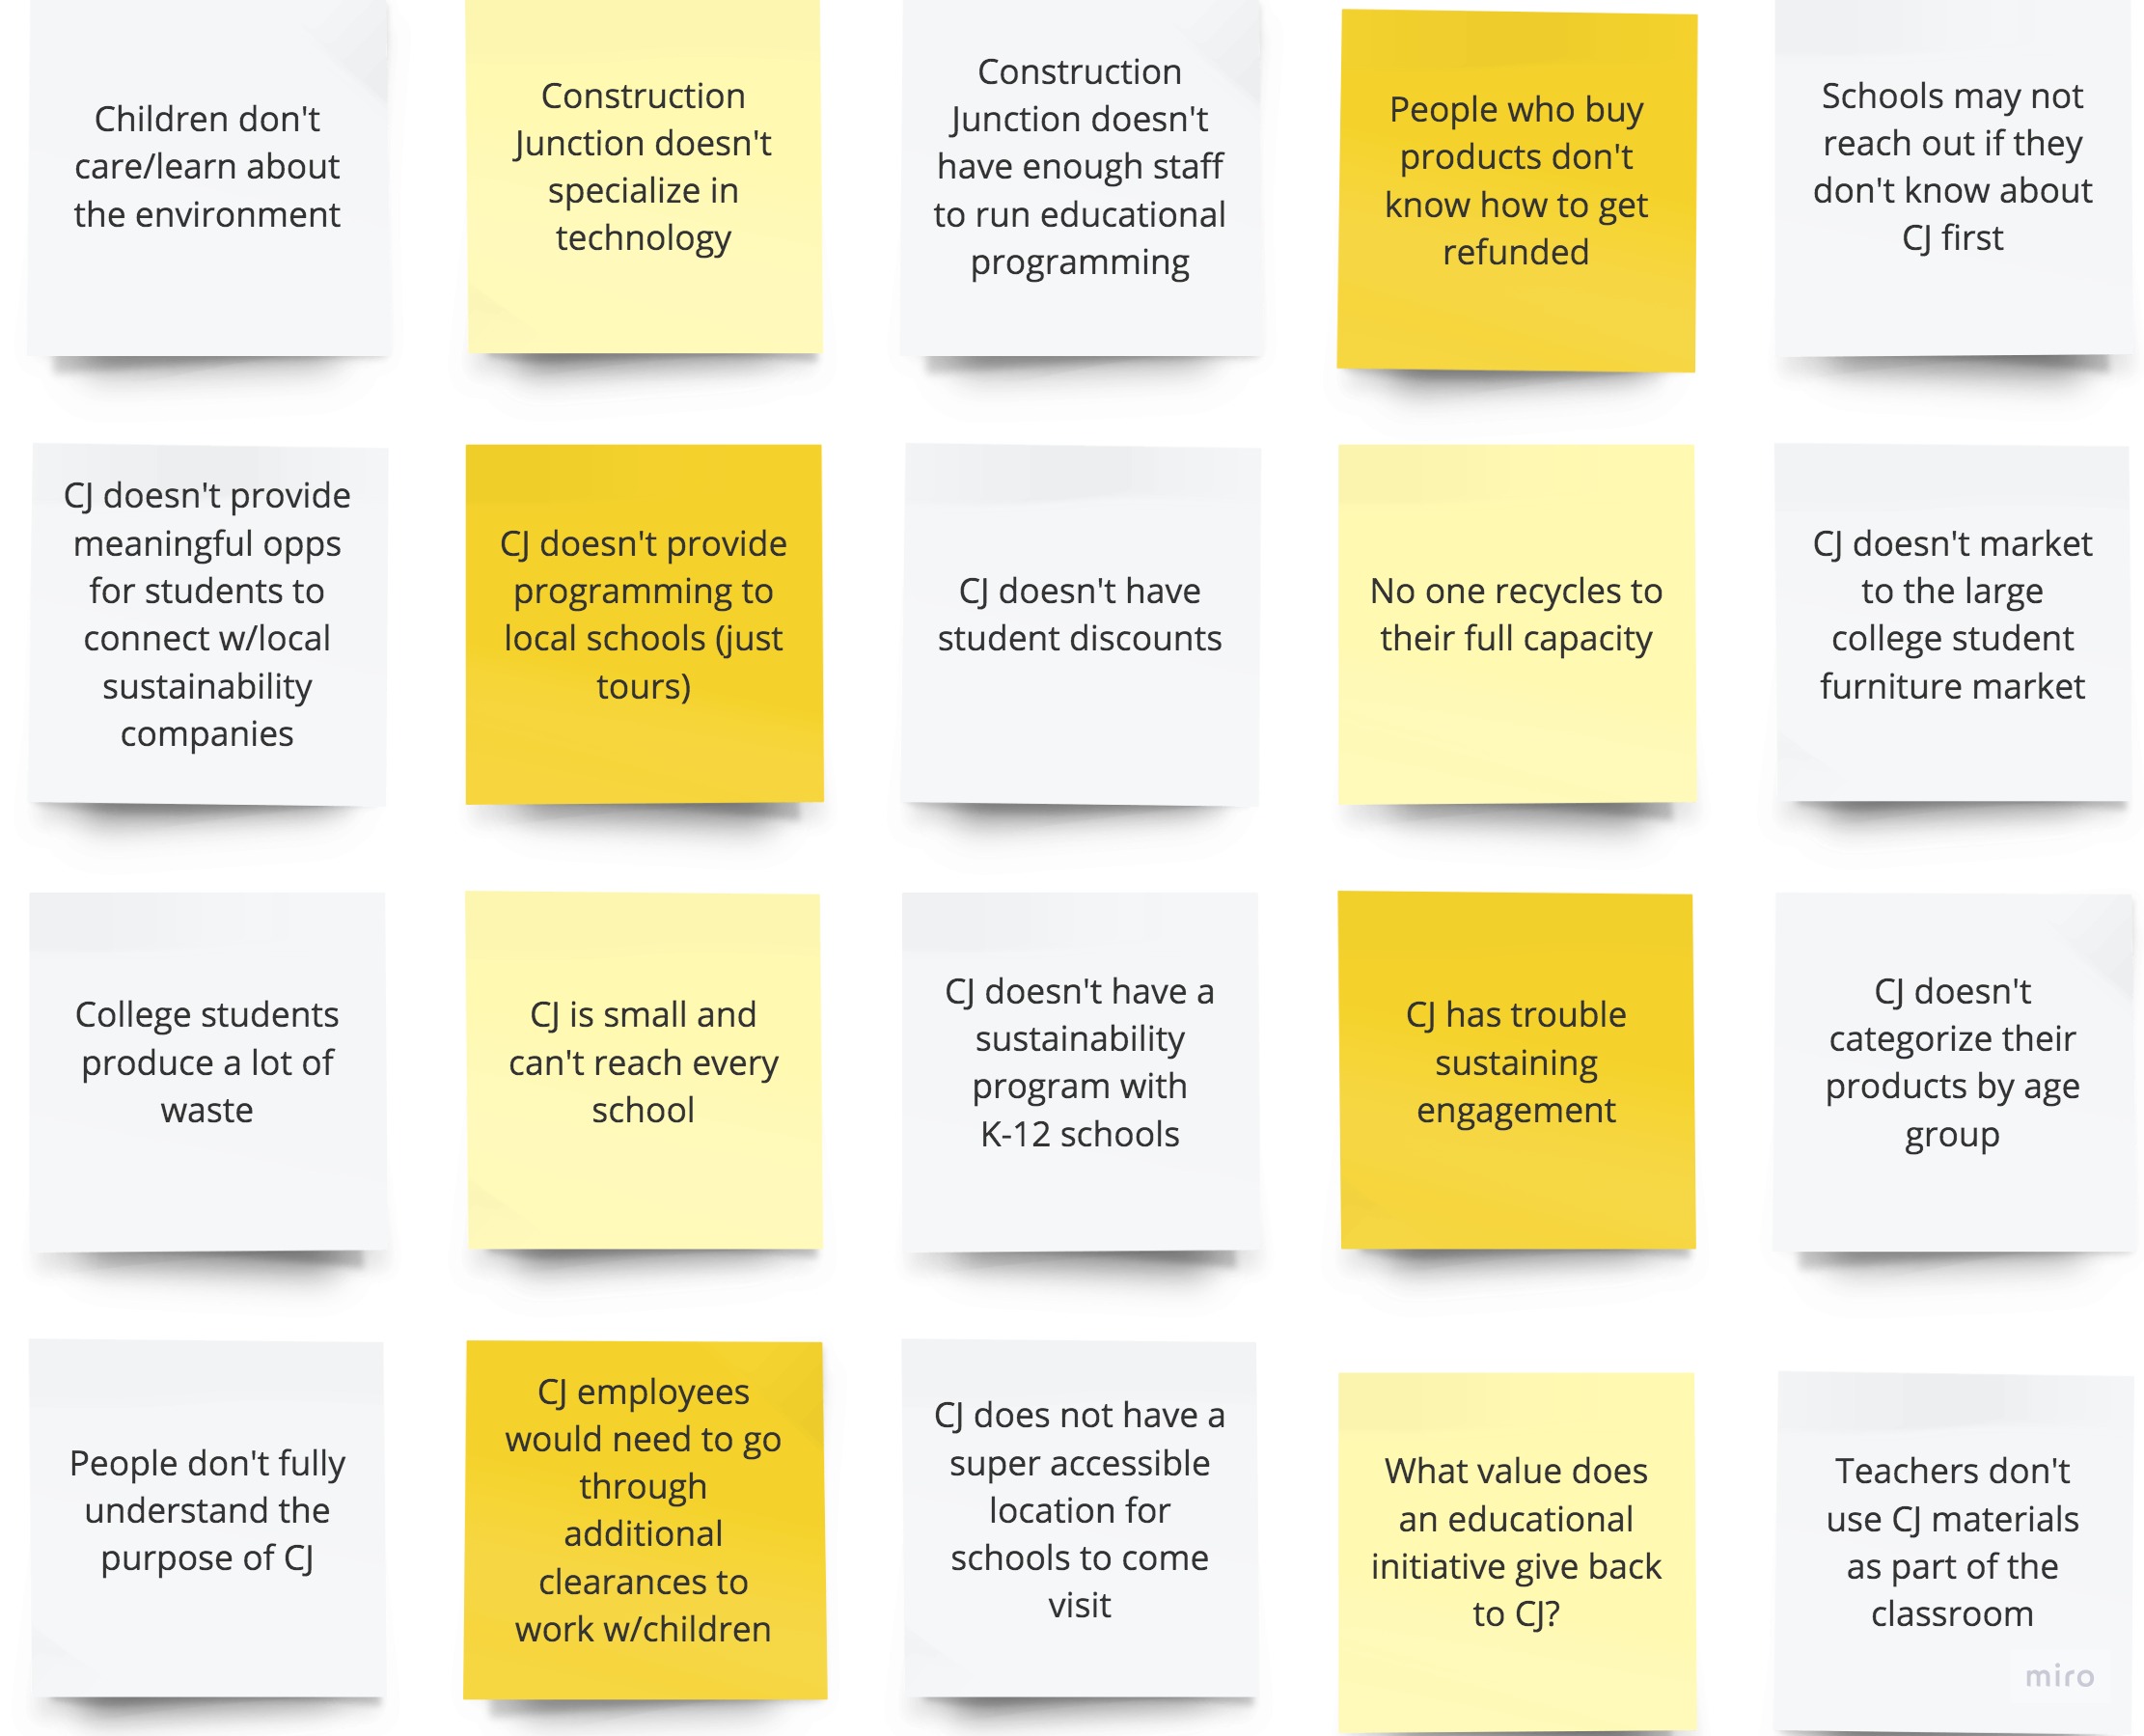 Children don't
care/learn about
the environment
Construction
Junction doesn't
specialize in
technology
Construction
Junction doesn't
have enough staff
to run educational
programming
People who buy
products don't
know how to get
refunded
Schools may not
reach out if they
don't know about
CJ first
CJ doesn't provide
meaningful opps
for students to
connect w/local
sustainability
companies
CJ doesn't provide
programming to
local schools (just
tours)
CJ doesn't have
student discounts
No one recycles to
their full capacity
CJ doesn't market
to the large
college student
furniture market
College students
produce a lot of
waste
CJ is small and
can't reach every
school
CJ doesn't have a
sustainability
program with
K-12 schools
CJ has trouble
sustaining
engagement
CJ doesn't
categorize their
products by age
group
People don't fully
understand the
purpose of CJ
CJ employees
would need to go
through
additional
clearances to
work w/children
CJ does not have a
super accessible
location for
schools to come
visit
What value does
an educational
initiative give back
to CJ?
Teachers don't
use CJ materials
as part of the
classroom
miro